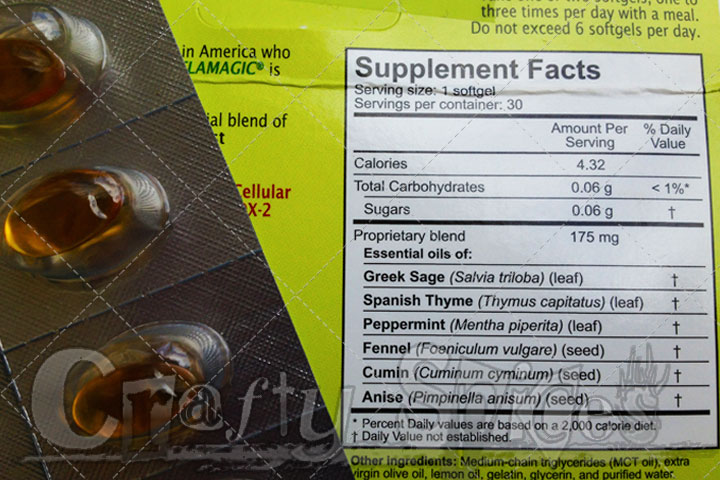 three times per day with a meal.
Do not exceed 6 softgels per day.
in America who
FLAMAGIC® is
ial blend of
Cellular
X-2
Supplement Facts
Serving size: 1 softgel
Servings per container: 30
Amount Per Serving % Daily Value
Calories 4.32
Total Carbohydrates 0.06 g < 1%*
Sugars 0.06 g †
Proprietary blend 175 mg
Essential oils of:
Greek Sage (Salvia triloba) (leaf) †
Spanish Thyme (Thymus capitatus) (leaf) †
Peppermint (Mentha piperita) (leaf) †
Fennel (Foeniculum vulgare) (seed) †
Cumin (Cuminum cyminum) (seed) †
Anise (Pimpinella anisum) (seed) †
* Percent Daily values are based on a 2,000 calorie diet.
† Daily Value not established.
Other Ingredients: Medium-chain triglycerides (MCT oil), extra
virgin olive oil, lemon oil, gelatin, glycerin, and purified water.
Crafty Spices